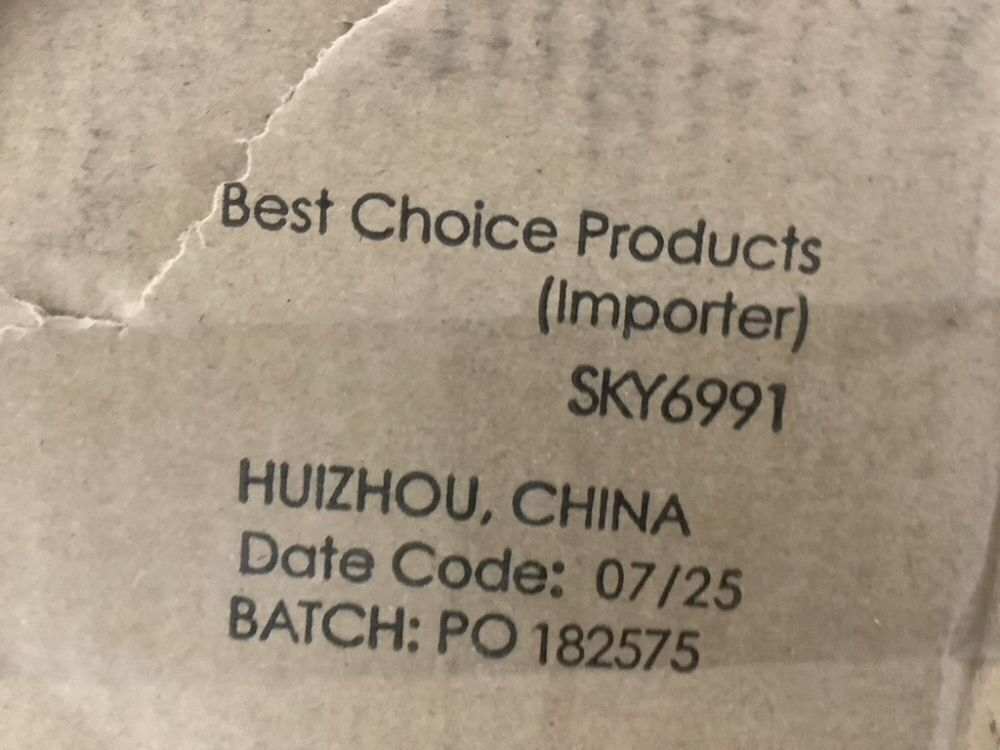 Best Choice Products
(Importer)
SKY6991
HUIZHOU, CHINA
Date Code: 07/25
BATCH: PO 182575